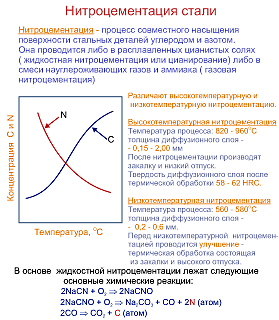 Нитроцементация стали
Нитроцементация - процесс совместного насыщения
поверхности стальных деталей углеродом и азотом.
Она проводится либо в расплавленных цианистых солях
( жидкостная нитроцементация или цианирование) либо в
смеси науглероживающих газов и аммиака ( газовая
нитроцементация)
Концентрация C и N
N
C
Температура, °C
Различают высокотемпературную и
низкотемпературную нитроцементацию.
Высокотемпературная нитроцементация
Температура процесса: 820 - 960°C
толщина диффузионного слоя -
- 0,15 - 2,00 мм
После нитроцементации производят
закалку и низкий отпуск.
Твердость диффузионного слоя после
термической обработки 58 - 62 HRC.
Низкотемпературная нитроцементация
Температура процесса: 560 - 580°C
толщина диффузионного слоя -
- 0,2 - 0,6 мм.
Перед низкотемпературной нитроцемен-
тацией проводится улучшение -
термическая обработка состоящая
из закалки и высокого отпуска.
В основе жидкостной нитроцементации лежат следующие
основные химические реакции:
2NaCN + O₂ ⇒ 2NaCNO
2NaCNO + O₂ ⇒ Na₂CO₃ + CO + 2N (атом)
2CO ⇒ CO₂ + C (атом)